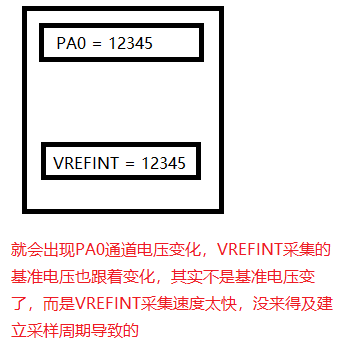 PA0 = 12345
VREFINT = 12345
就会出现PA0通道电压变化，VREFINT采集的
基准电压也跟着变化，其实不是基准电压变
了，而是VREFINT采集速度太快，没来得及建
立采样周期导致的